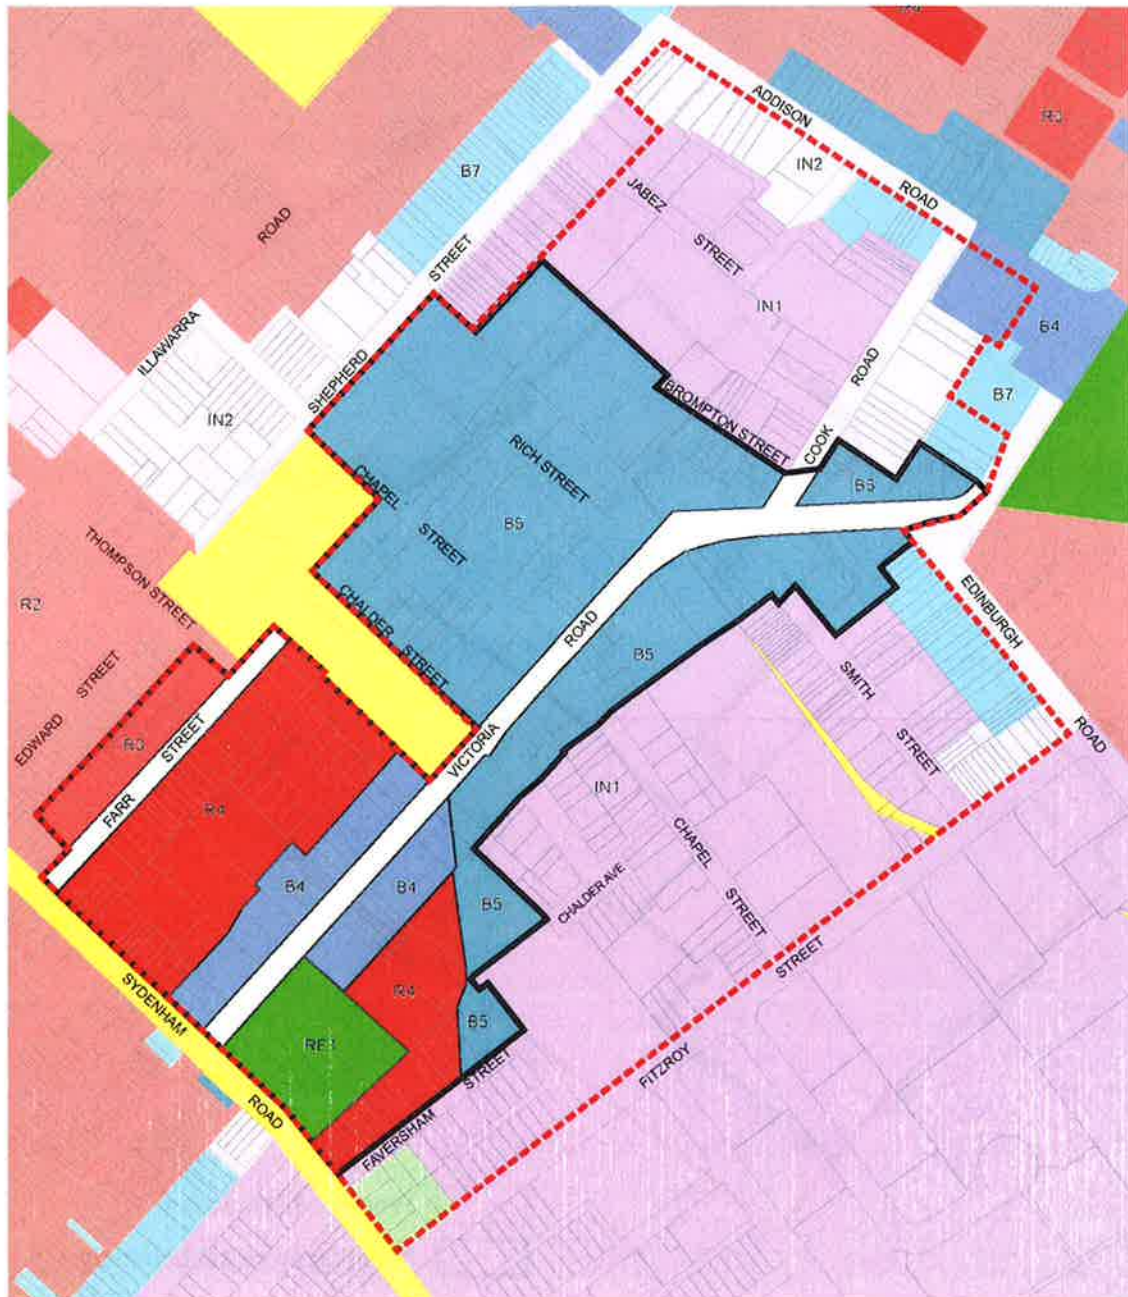 ADDISON
ROAD
R3
IN2
B7
JABEZ
STREET
ROAD
STREET
IN1
B4
ILLAWARRA
SHEPHERD
ROAD
COOK
B7
BROMPTON STREET
IN2
RICH STREET
CHAPEL
STREET
B5
B5
THOMPSON STREET
R2
CHALDER
STREET
EDINBURGH
ROAD
ROAD
B5
SMITH
STREET
EDWARD
STREET
R3
FARR
STREET
VICTORIA
R4
IN1
CHAPEL
STREET
CHALDER AVE
B4
B4
B5
SYDENHAM
ROAD
R4
B5
RE1
FITZROY
STREET
FAVERSHAM
STREET